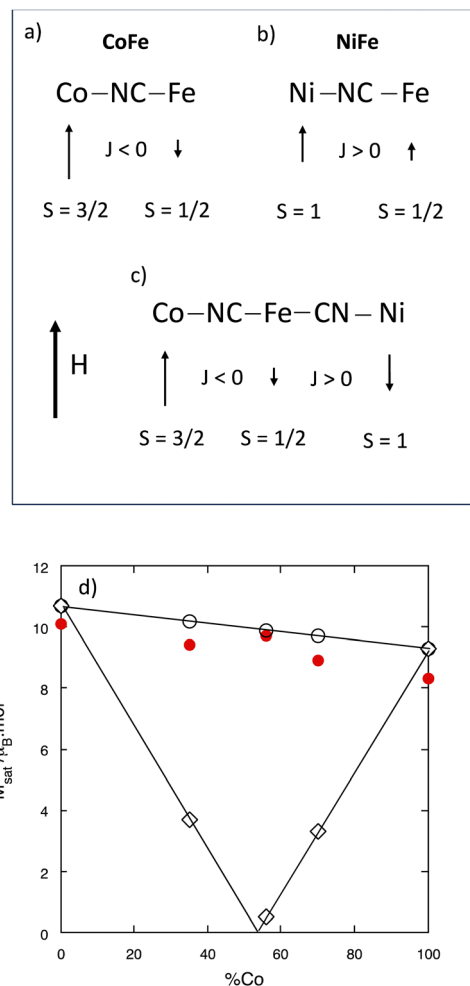 a) CoFe
b) NiFe
Co–NC–Fe
Ni–NC–Fe
J < 0
J > 0
S = 3/2 S = 1/2
S = 1 S = 1/2
c)
Co–NC–Fe–CN–Ni
H
J < 0 J > 0
S = 3/2 S = 1/2 S = 1
d)
12
10
8
6
4
2
0
0 20 40 60 80 100
%Co